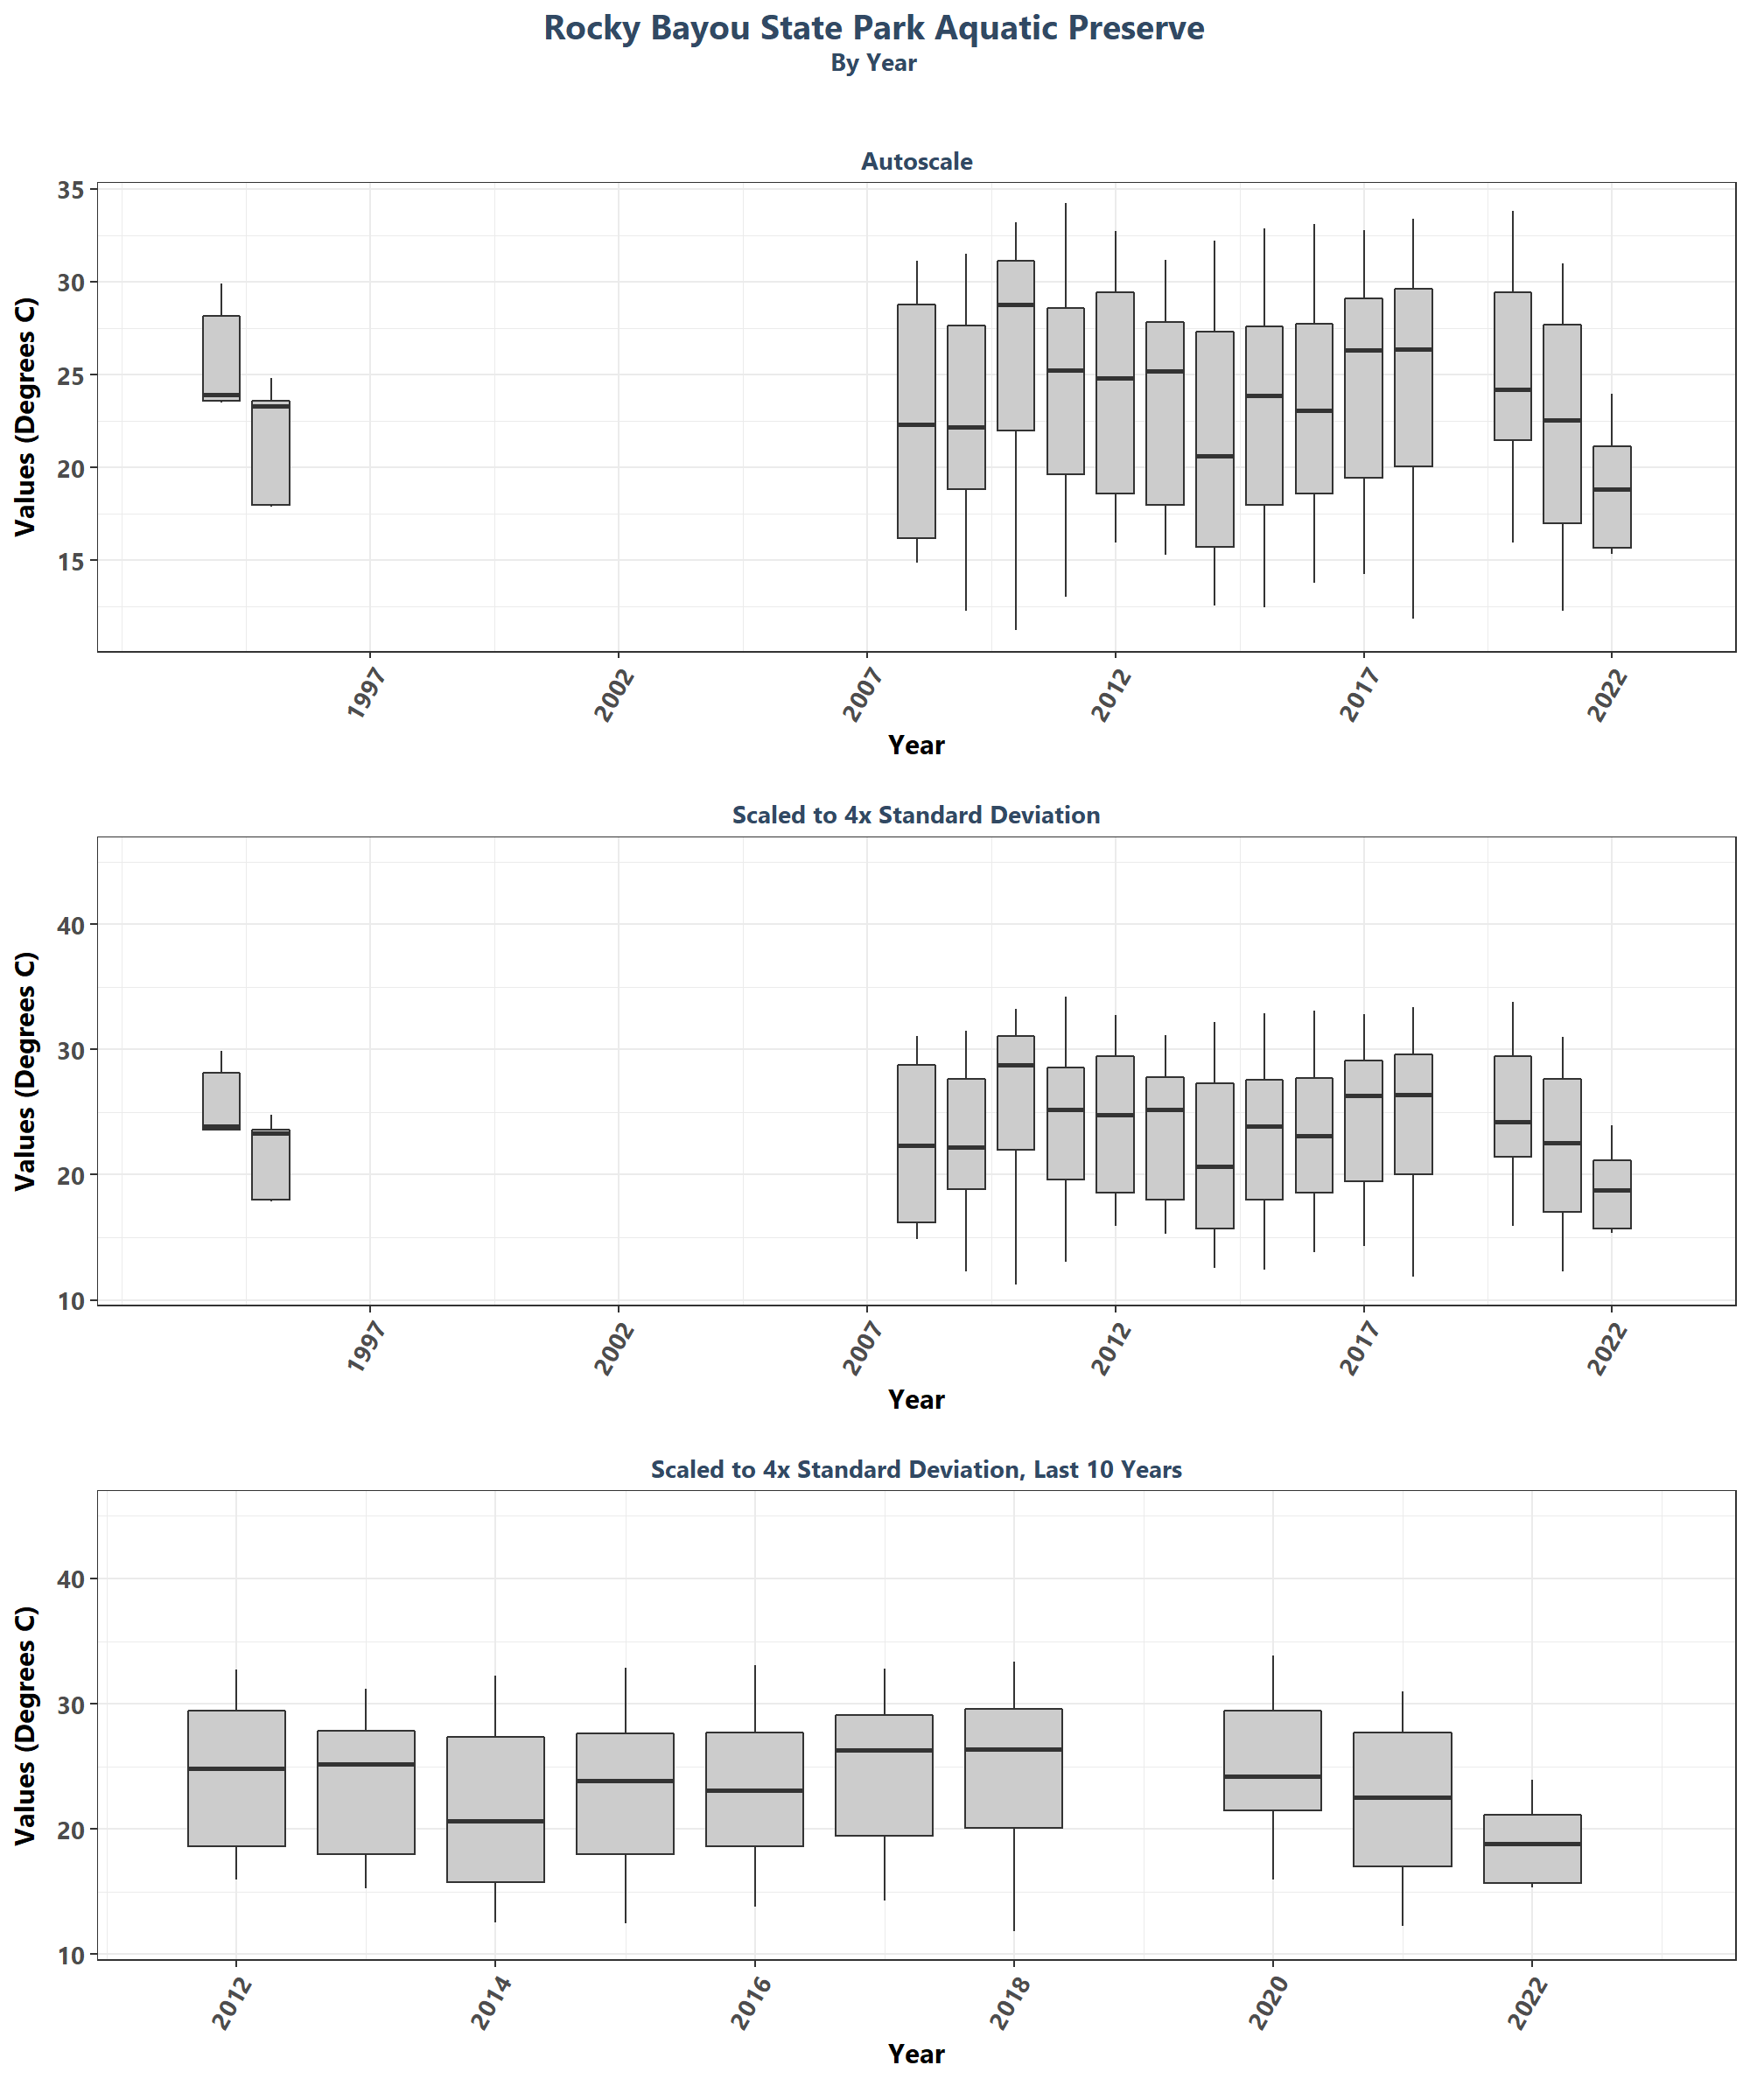 Rocky Bayou State Park Aquatic Preserve
By Year
Autoscale
Values (Degrees C)
35
30
25
20
15
1997
2002
2007
2012
2017
2022
Year
Scaled to 4x Standard Deviation
Values (Degrees C)
40
30
20
10
1997
2002
2007
2012
2017
2022
Year
Scaled to 4x Standard Deviation, Last 10 Years
Values (Degrees C)
40
30
20
10
2012
2014
2016
2018
2020
2022
Year